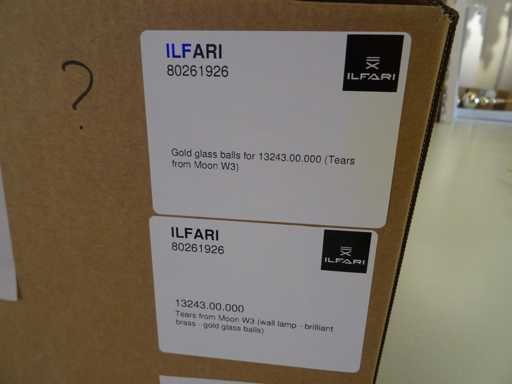 ?
ILFARI
80261926
ILFARI
Gold glass balls for 13243.00.000 (Tears
from Moon W3)
ILFARI
80261926
ILFARI
13243.00.000
Tears from Moon W3 (wall lamp - brilliant
brass - gold glass balls)